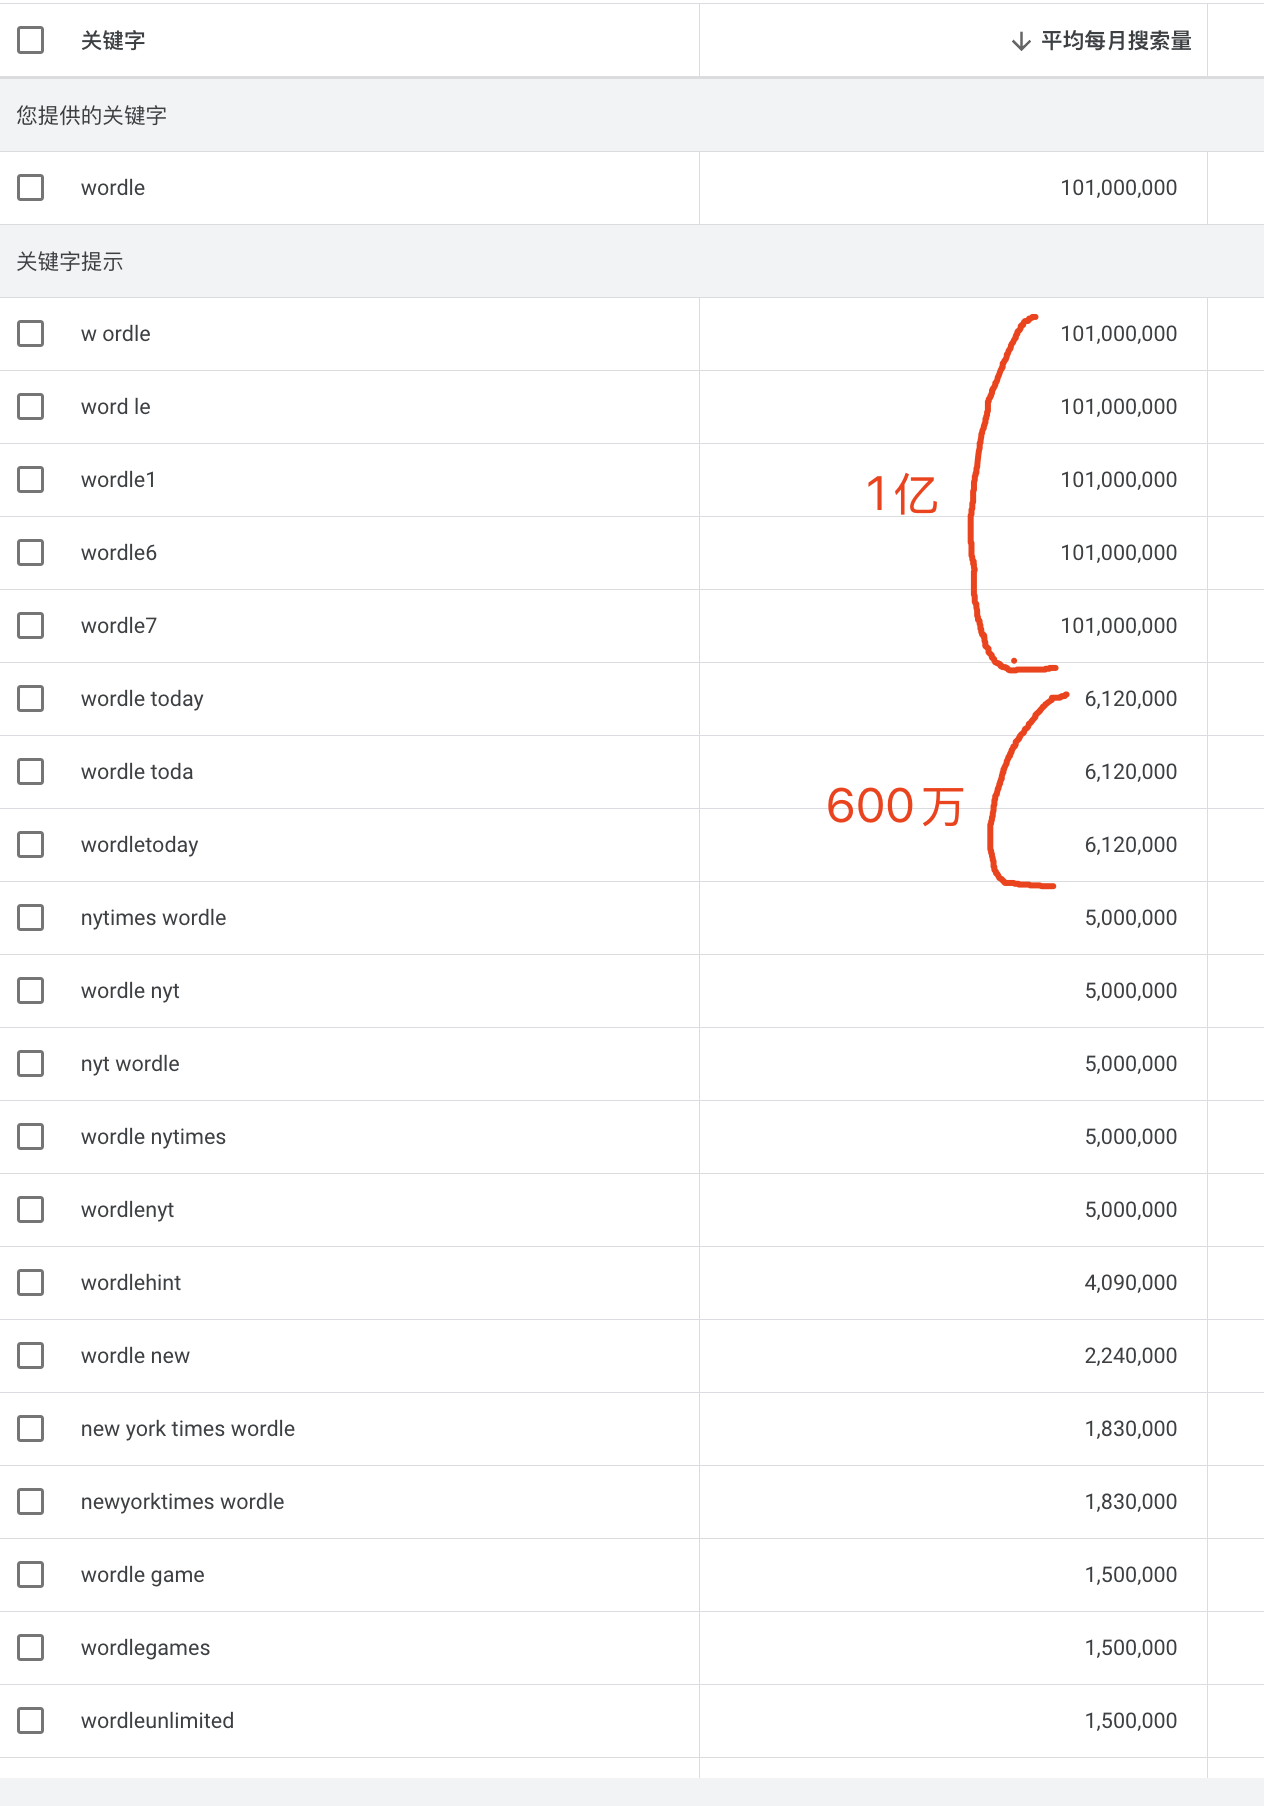 关键字 平均每月搜索量
您提供的关键字
wordle 101,000,000
关键字提示
w ordle 101,000,000
word le 101,000,000
wordle1 101,000,000
1亿
wordle6 101,000,000
wordle7 101,000,000
wordle today 6,120,000
wordle toda 6,120,000
600万
wordletoday 6,120,000
nytimes wordle 5,000,000
wordle nyt 5,000,000
nyt wordle 5,000,000
wordle nytimes 5,000,000
wordlenyt 5,000,000
wordlehint 4,090,000
wordle new 2,240,000
new york times wordle 1,830,000
newyorktimes wordle 1,830,000
wordle game 1,500,000
wordlegames 1,500,000
wordleunlimited 1,500,000